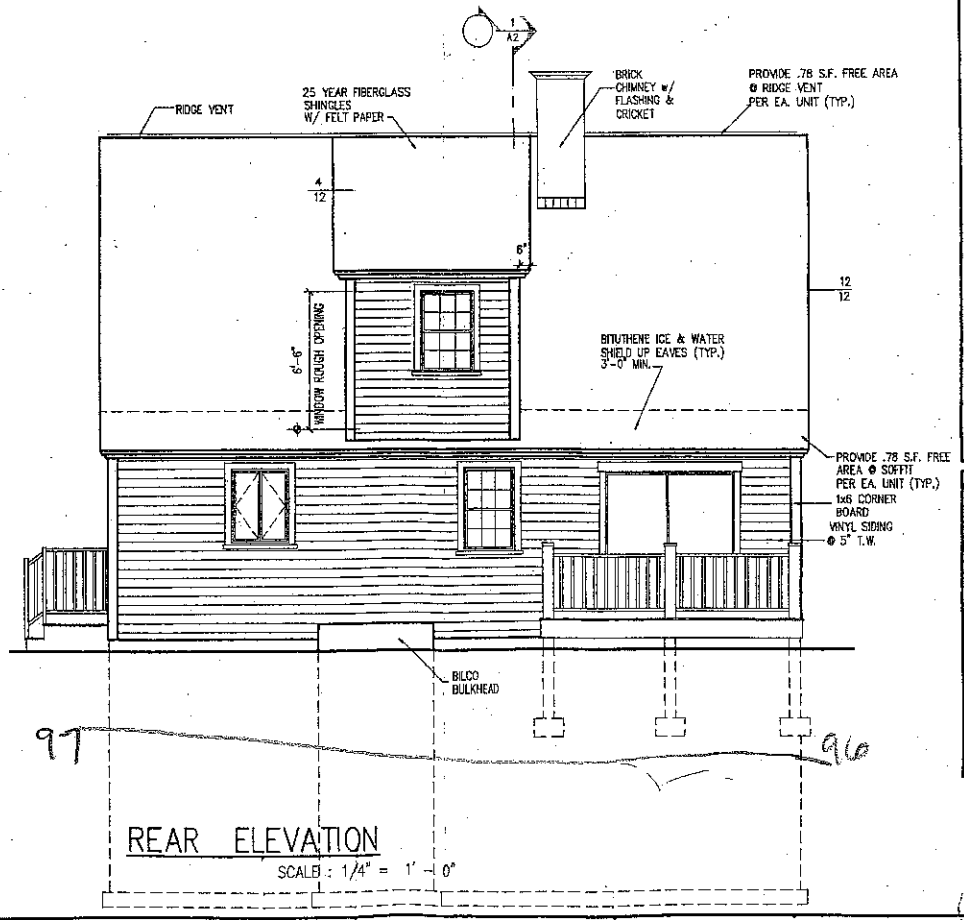 1
A2
RIDGE VENT
25 YEAR FIBERGLASS
SHINGLES
W/ FELT PAPER
BRICK
CHIMNEY w/
FLASHING &
CRICKET
PROVIDE .78 S.F. FREE AREA
@ RIDGE VENT
PER EA. UNIT (TYP.)
4
12
6"
12
12
6'-6"
WINDOW ROUGH OPENING
BITUTHENE ICE & WATER
SHIELD UP EAVES (TYP.)
3'-0" MIN.
PROVIDE .78 S.F. FREE
AREA @ SOFFIT
PER EA. UNIT (TYP.)
1x6 CORNER
BOARD
VINYL SIDING
@ 5" T.W.
BILCO
BULKHEAD
97
96
REAR ELEVATION
SCALE : 1/4" = 1' - 0"